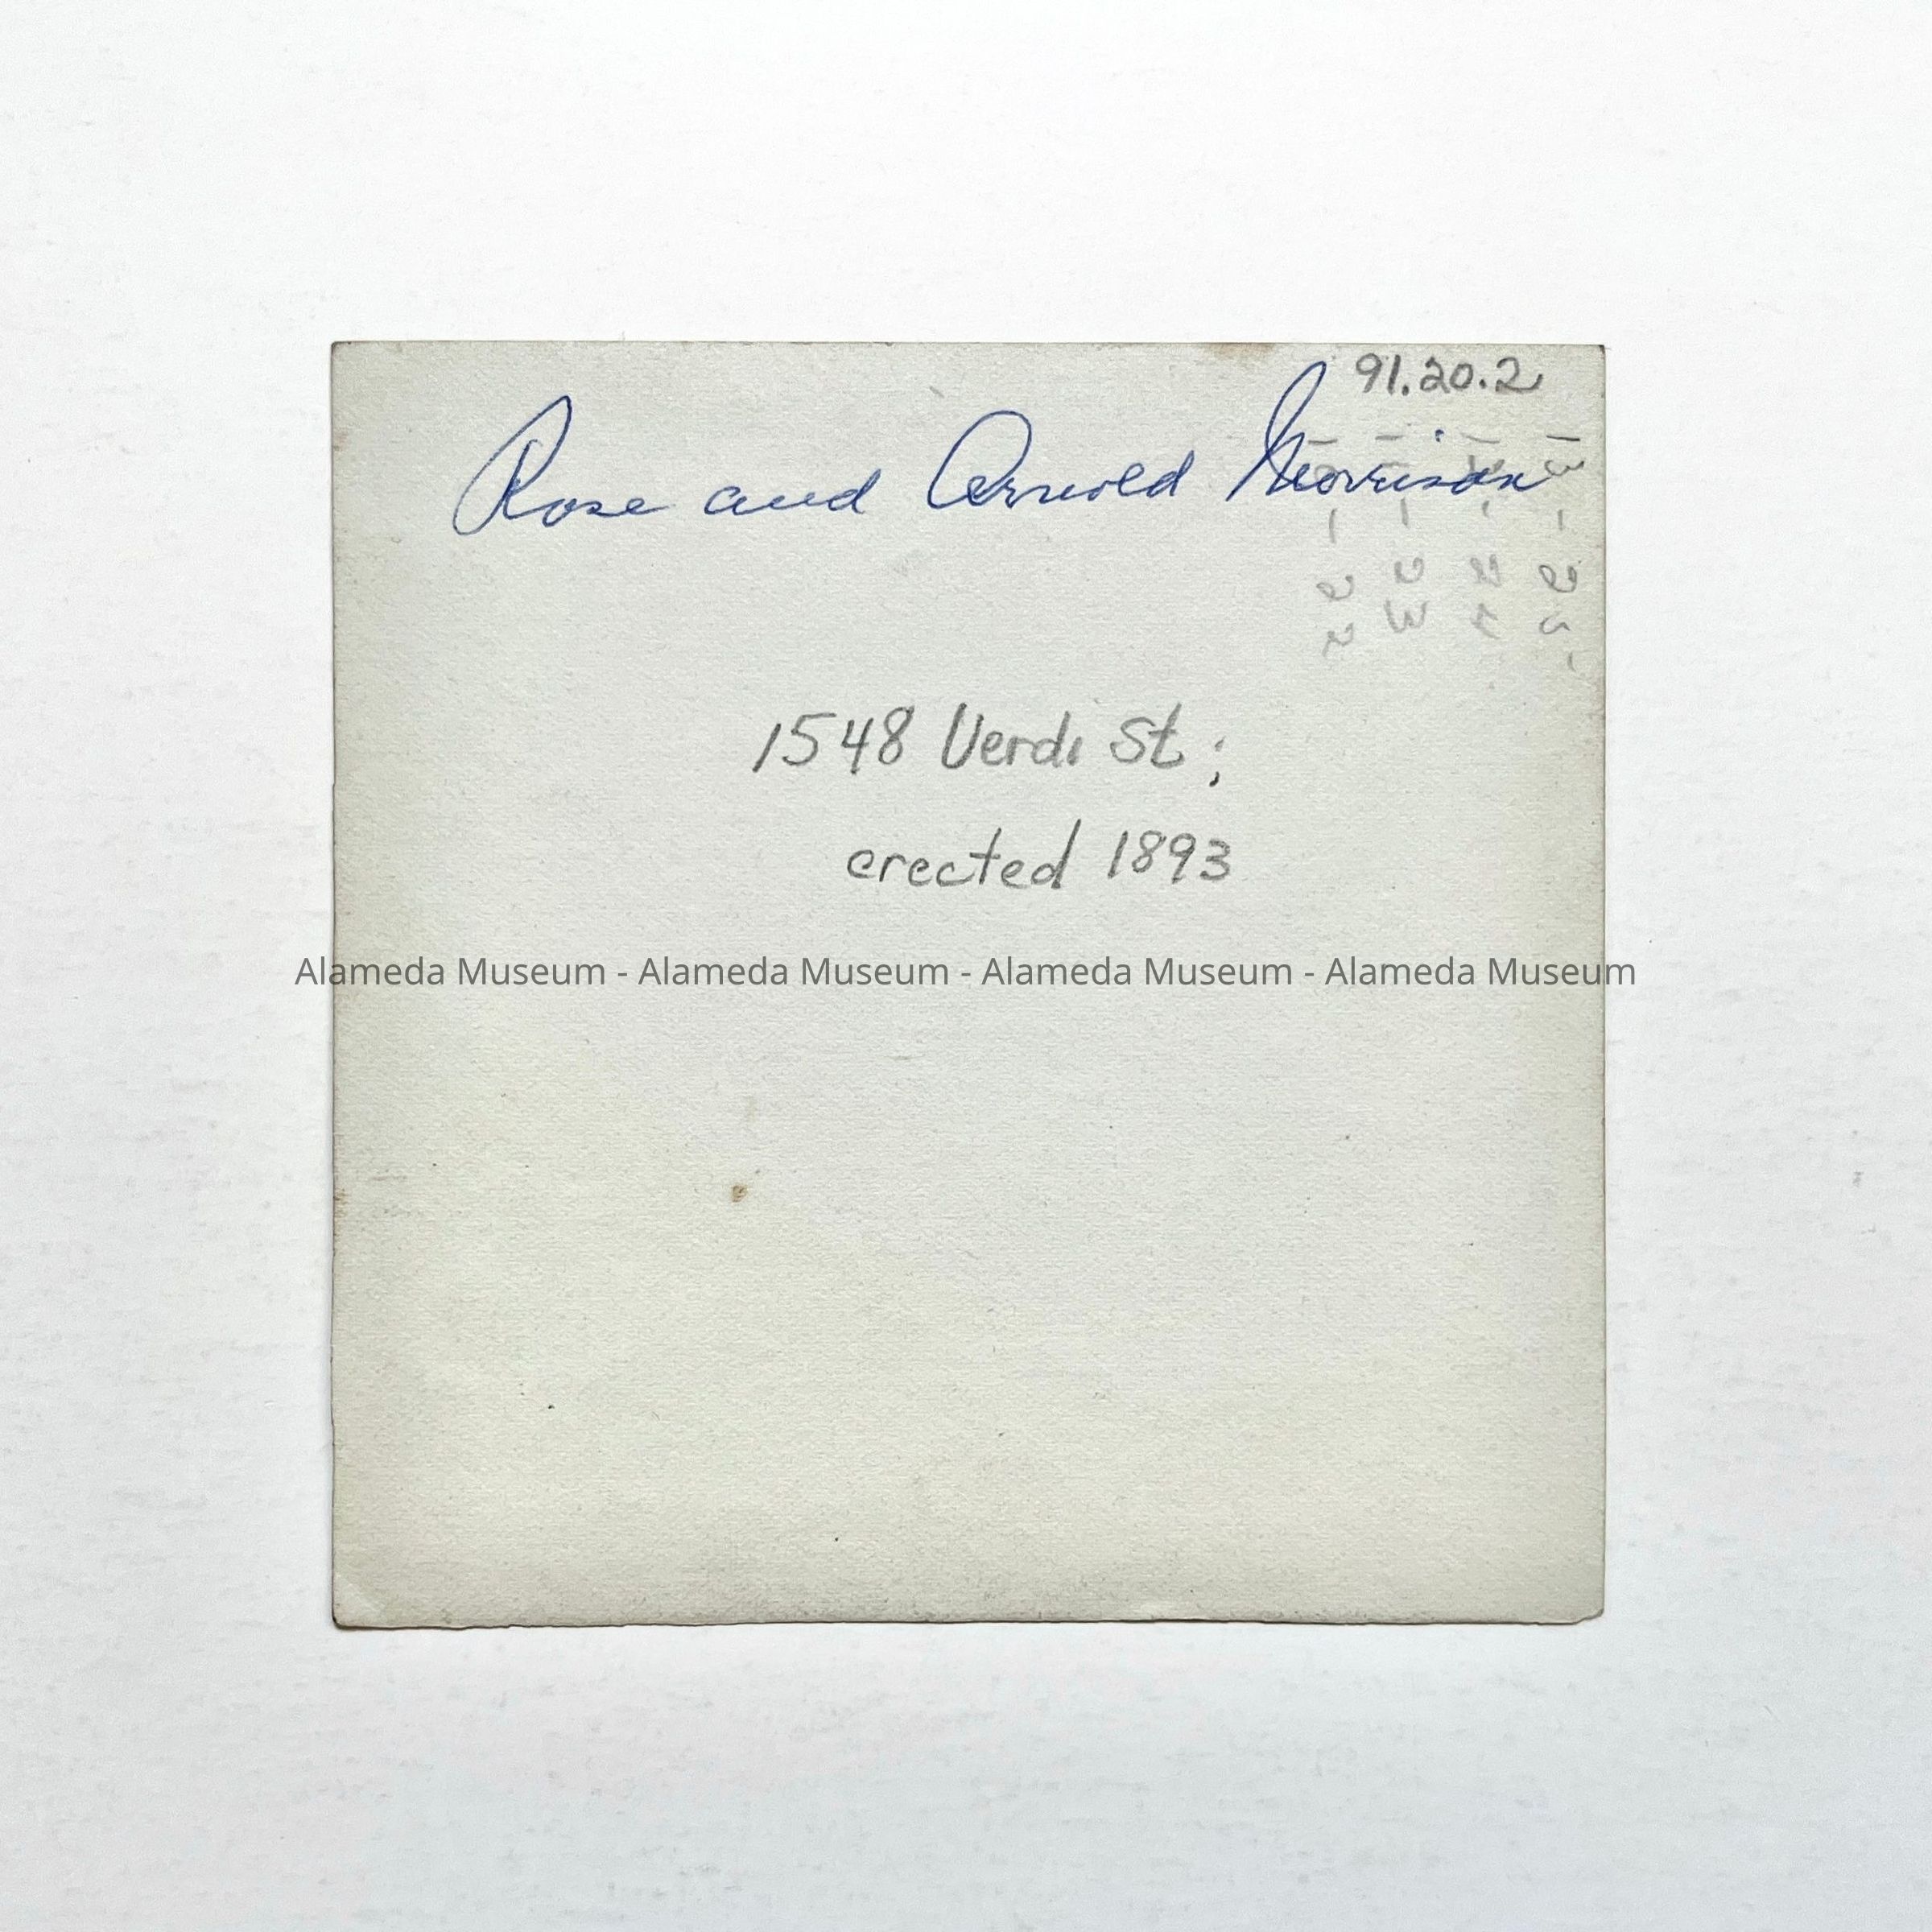 91.20.2
Rose and Arnold Morrison
1548 Verdi St;
erected 1893
Alameda Museum - Alameda Museum - Alameda Museum - Alameda Museum